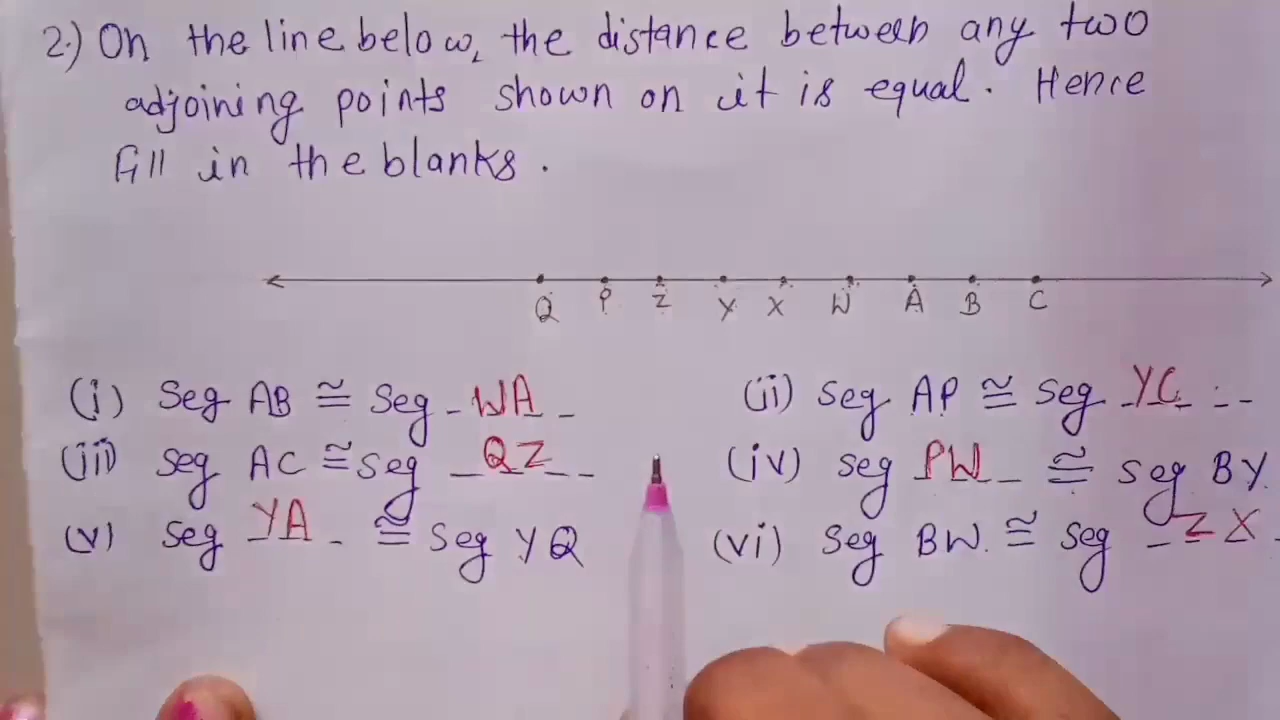 2.) On the line below, the distance between any two
adjoining points shown on it is equal. Hence
fill in the blanks.
Q P Z Y X W A B C
(i) Seg AB ≅ Seg - WA - (ii) Seg AP ≅ Seg YC
(iii) Seg AC ≅ Seg QZ (iv) Seg PW ≅ Seg BY
(v) Seg YA ≅ Seg YQ (vi) Seg BW. ≅ Seg ZX